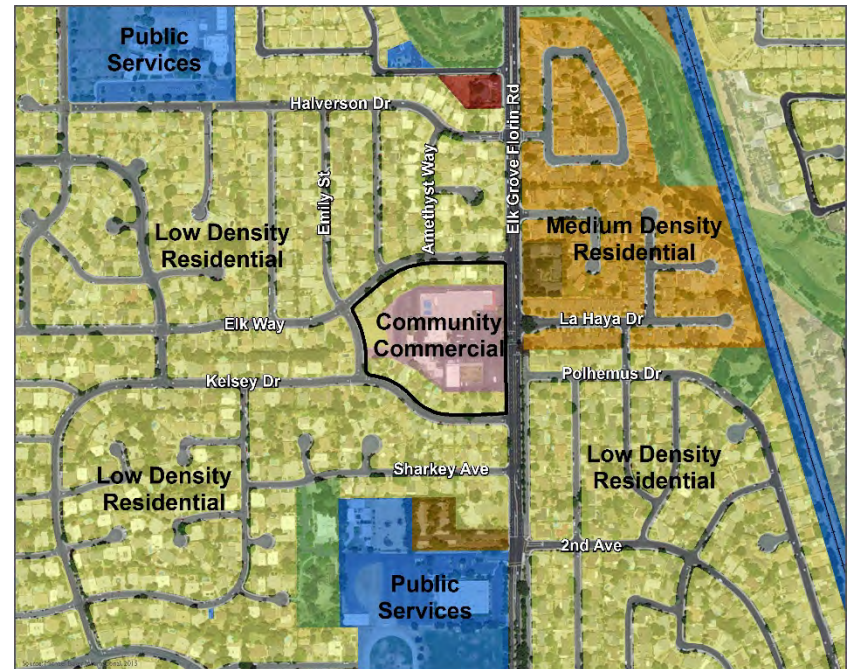 Public
Services
Halverson Dr
Elk Grove Florin Rd
Amethyst Way
Emily St
Low Density
Residential
Medium Density
Residential
Elk Way
Community
Commercial
La Haya Dr
Kelsey Dr
Polhemus Dr
Low Density
Residential
Sharkey Ave
Low Density
Residential
2nd Ave
Public
Services